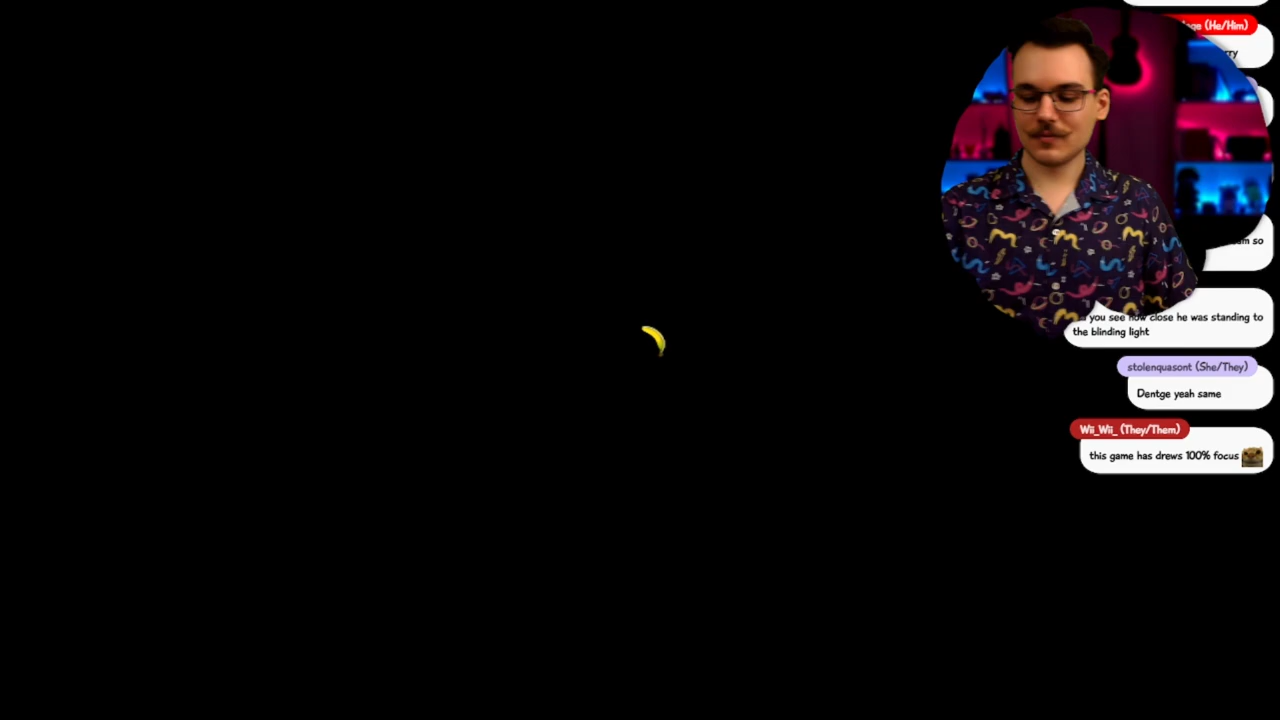 (He/Him)
you see how close he was standing to
the blinding light
stolenquasont (She/They)
Dentge yeah same
Wii_Wii_ (They/Them)
this game has drews 100% focus